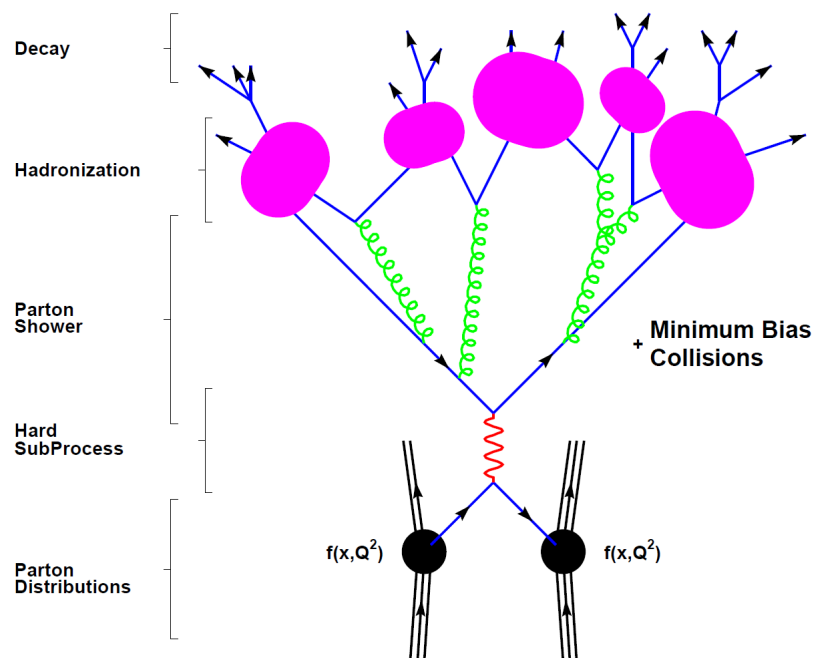 Decay
Hadronization
Parton
Shower
+ Minimum Bias
Collisions
Hard
SubProcess
f(x,Q²)
f(x,Q²)
Parton
Distributions